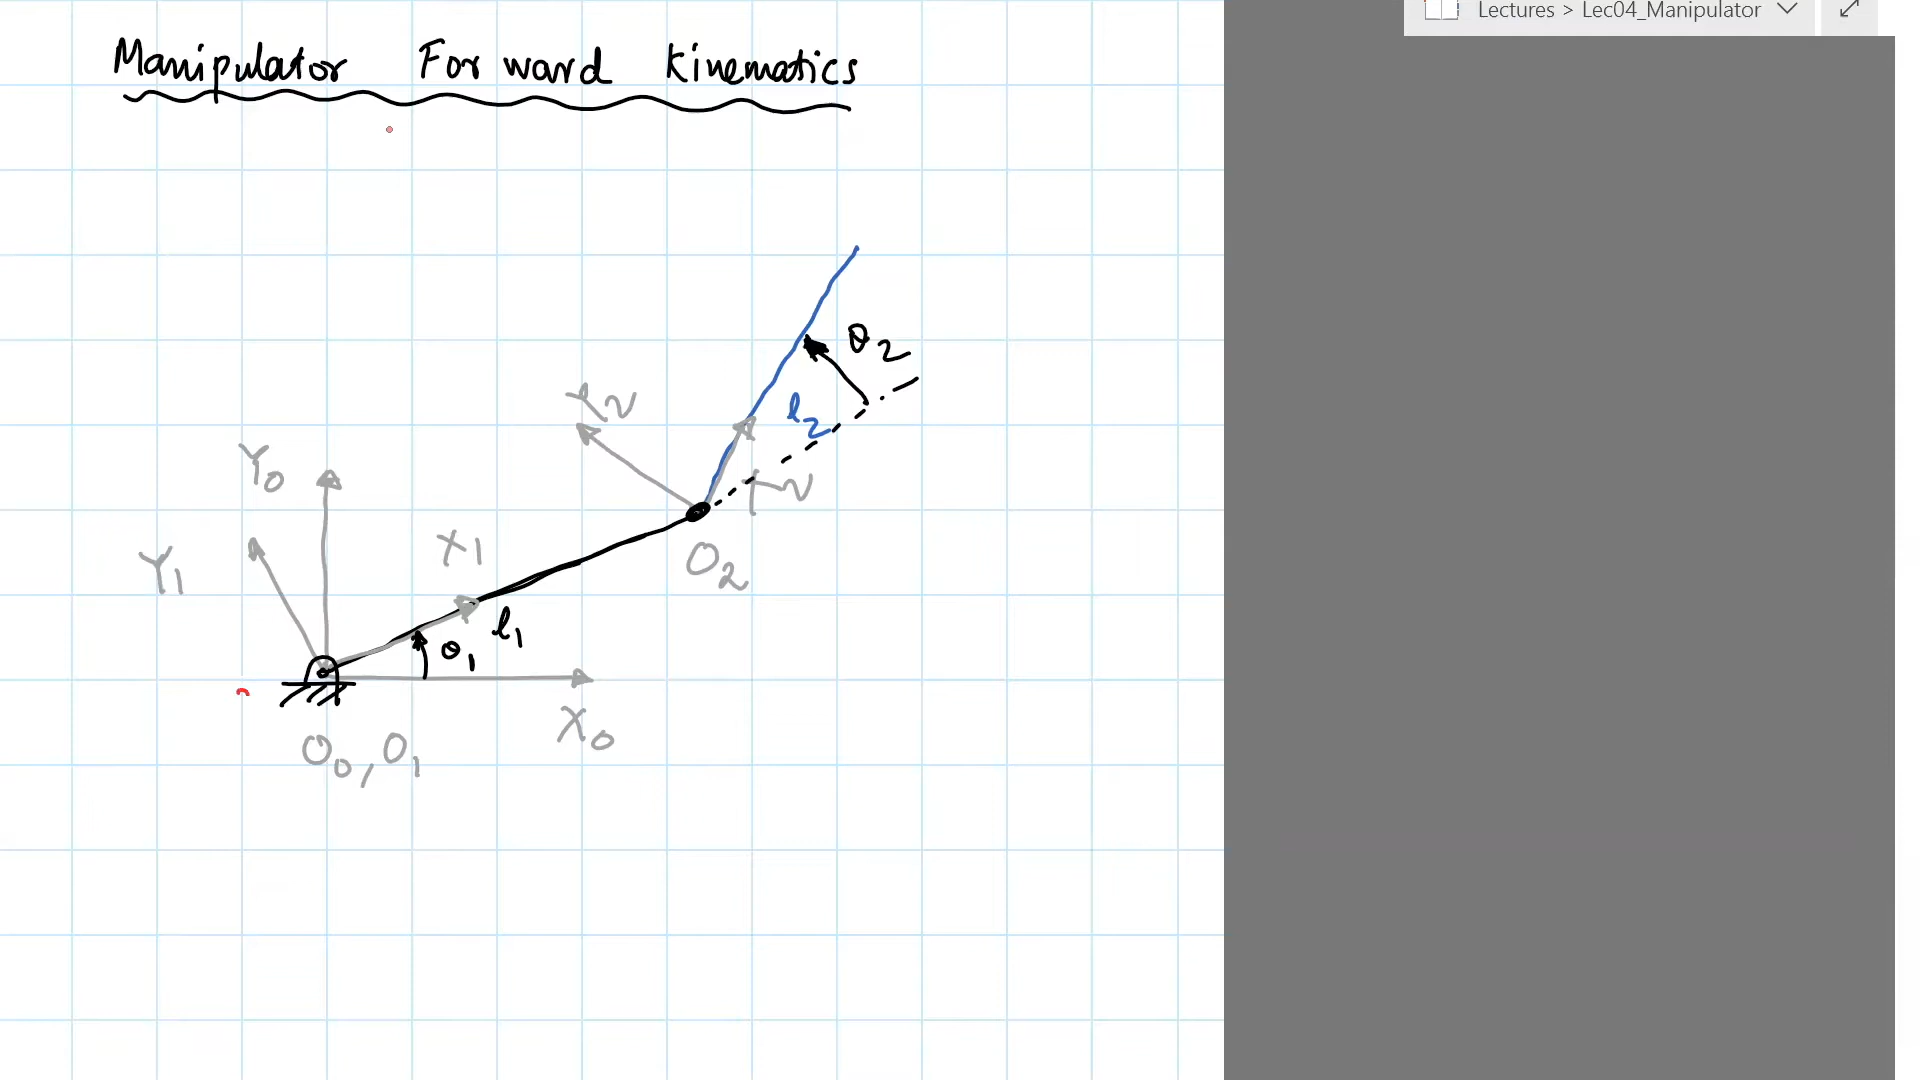 Lectures > Lec04_Manipulator
Manipulator Forward Kinematics
θ2
l2
Y2
X2
Y0
X1
O2
Y1
l1
θ1
X0
O0, O1